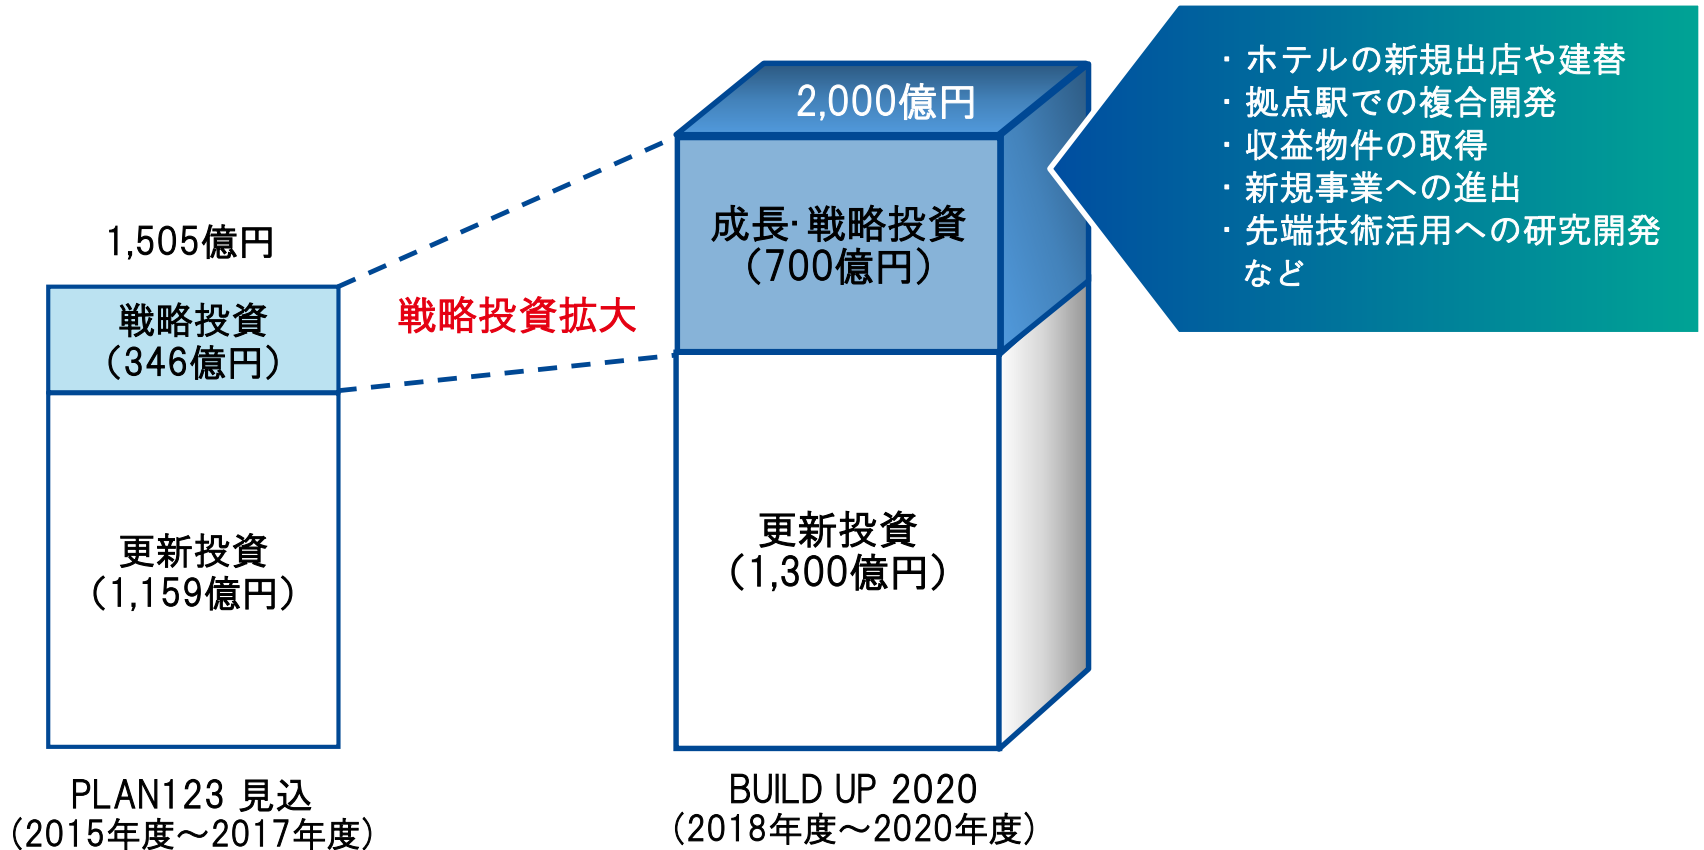 ・ホテルの新規出店や建替
・拠点駅での複合開発
・収益物件の取得
・新規事業への進出
・先端技術活用への研究開発
など
2,000億円
成長・戦略投資
（700億円）
1,505億円
戦略投資
（346億円）
戦略投資拡大
更新投資
（1,159億円）
更新投資
（1,300億円）
PLAN123 見込
（2015年度～2017年度）
BUILD UP 2020
（2018年度～2020年度）